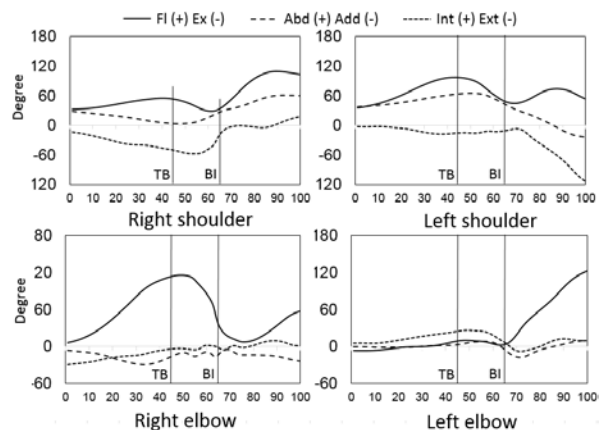 Fl (+) Ex (-) Abd (+) Add (-) Int (+) Ext (-)
180 180
120 120
60 60
0 0
-60 -60
120 120
Degree
TB BI TB BI
0 10 20 30 40 50 60 70 80 90 100 0 10 20 30 40 50 60 70 80 90 100
Right shoulder Left shoulder
80 180
20 120
60
0 0
-60 -60
Degree
TB BI TB BI
0 10 20 30 40 50 60 70 80 90 100 0 10 20 30 40 50 60 70 80 90 100
Right elbow Left elbow